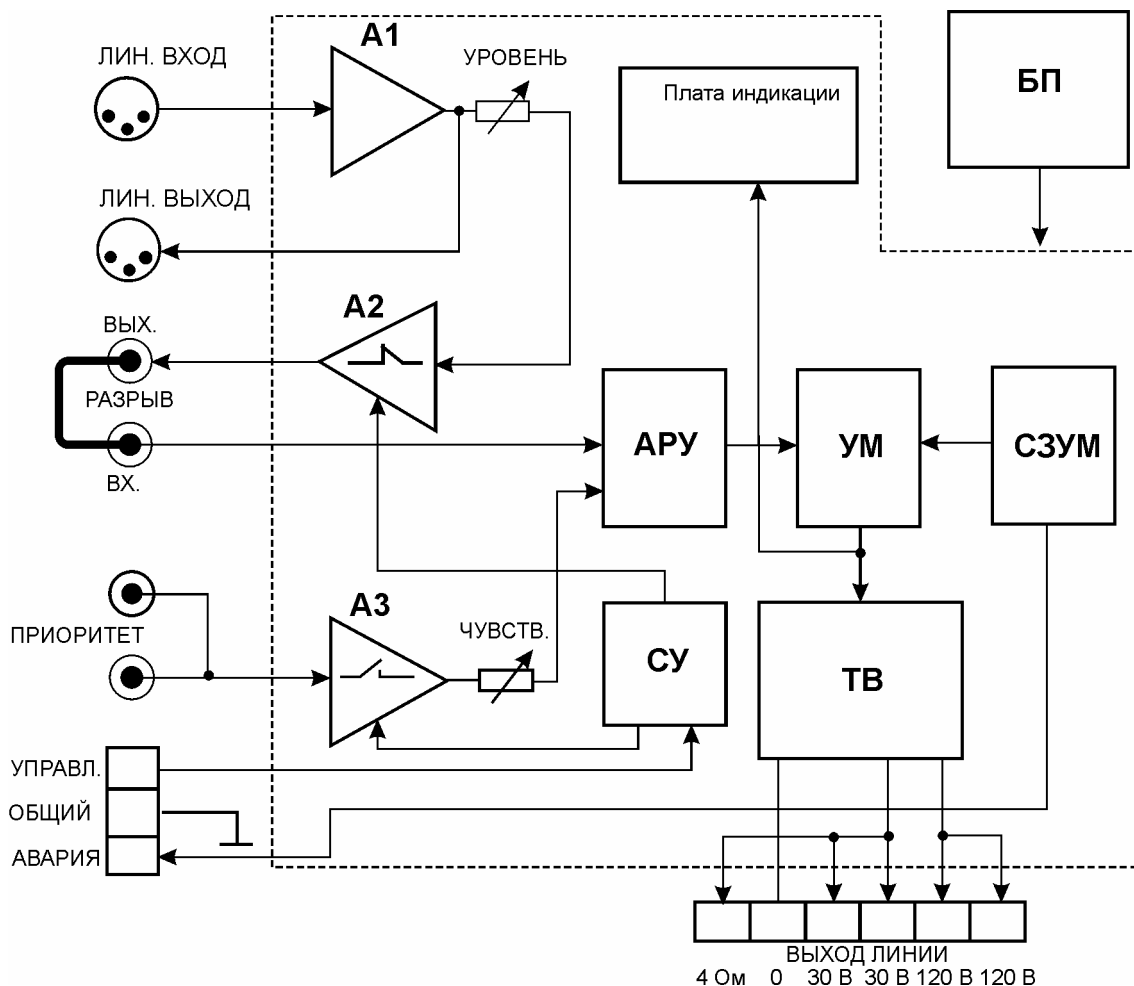 A1
ЛИН. ВХОД
УРОВЕНЬ
Плата индикации
БП
ЛИН. ВЫХОД
A2
ВЫХ.
РАЗРЫВ
ВХ.
АРУ
УМ
СЗУМ
A3
ПРИОРИТЕТ
ЧУВСТВ.
СУ
ТВ
УПРАВЛ.
ОБЩИЙ
АВАРИЯ
ВЫХОД ЛИНИИ
4 Ом 0 30 В 30 В 120 В 120 В